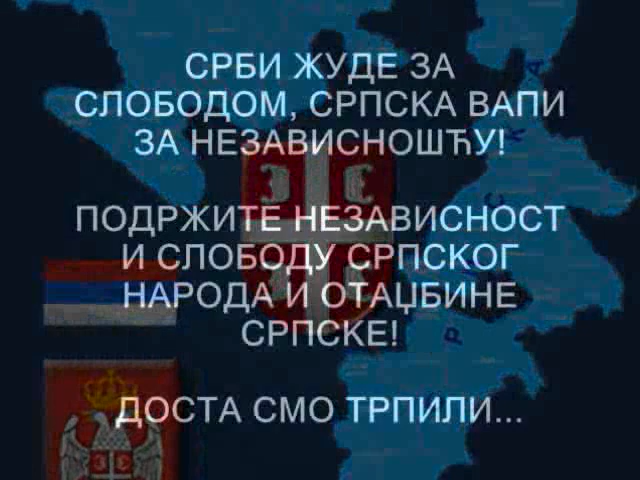 СРБИ ЖУДЕ ЗА
СЛОБОДОМ, СРПСКА ВАПИ
ЗА НЕЗАВИСНОШЋУ!
ПОДРЖИТЕ НЕЗАВИСНОСТ
И СЛОБОДУ СРПСКОГ
НАРОДА И ОТАЏБИНЕ
СРПСКЕ!
ДОСТА СМО ТРПИЛИ...